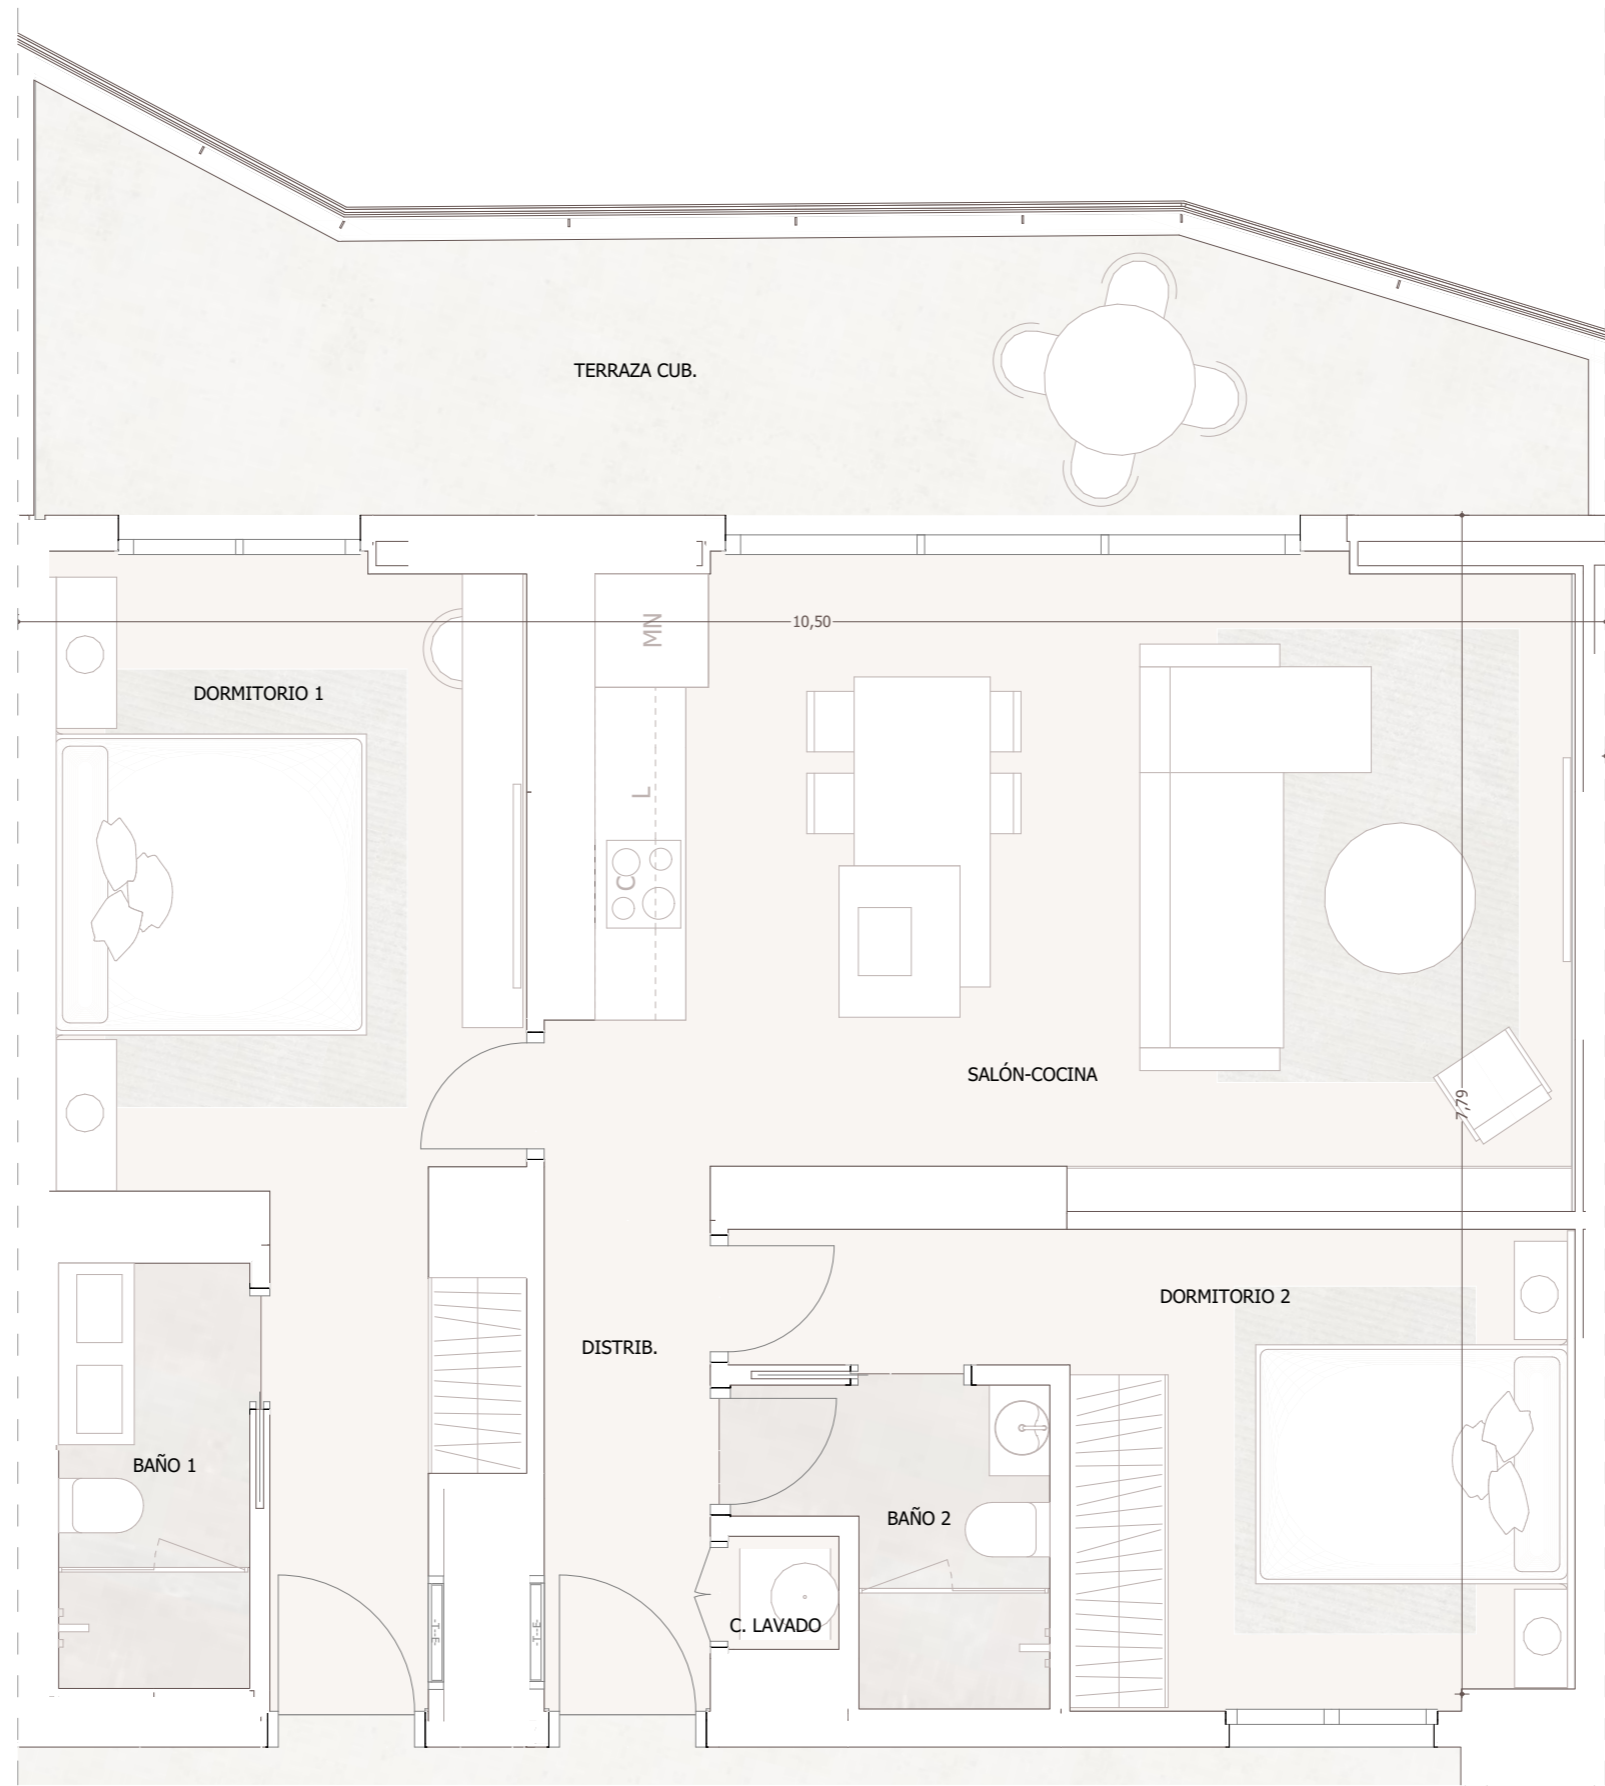 TERRAZA CUB.
10,50
MN
DORMITORIO 1
L
C
SALÓN-COCINA
7,79
DORMITORIO 2
DISTRIB.
BAÑO 1
BAÑO 2
C. LAVADO
-T--E-
-T--E-